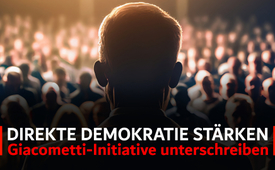 DIREKTE DEMOKRATIE STÄRKEN
Giacometti-Initiative unterschreiben